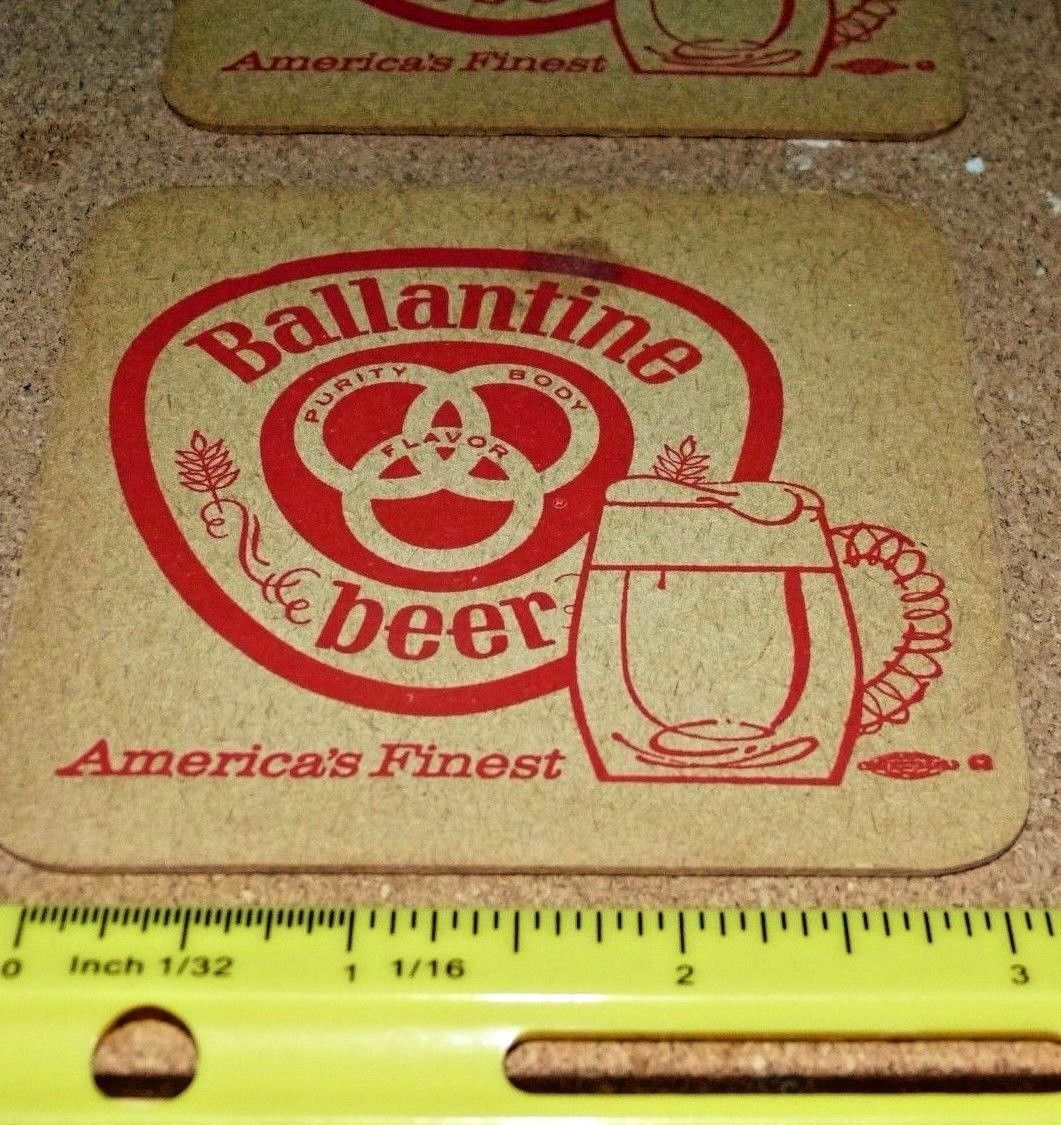 America's Finest
Ballantine
PURITY BODY
FLAVOR
®
beer
America's Finest
0 Inch 1/32 1 1/16 2 3